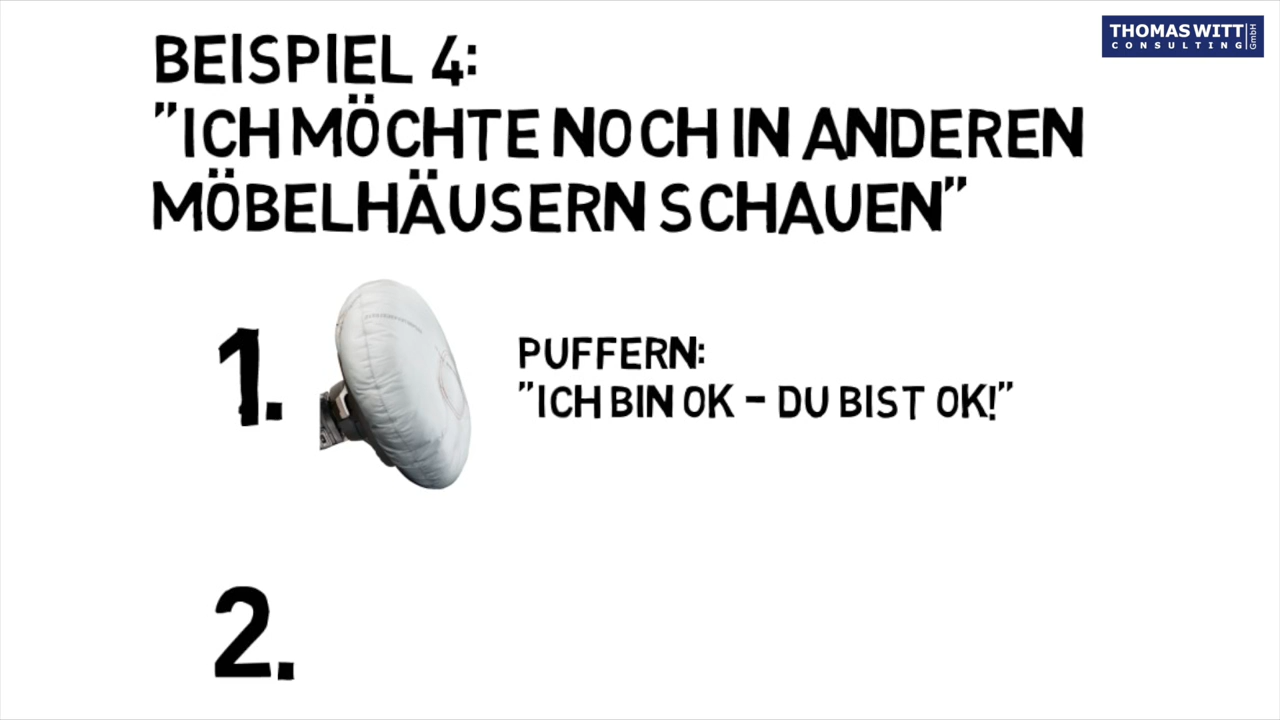 THOMAS WITT
CONSULTING GmbH
BEISPIEL 4:
"ICH MÖCHTE NOCH IN ANDEREN
MÖBELHÄUSERN SCHAUEN"
1.
PUFFERN:
"ICH BIN OK - DU BIST OK!"
2.